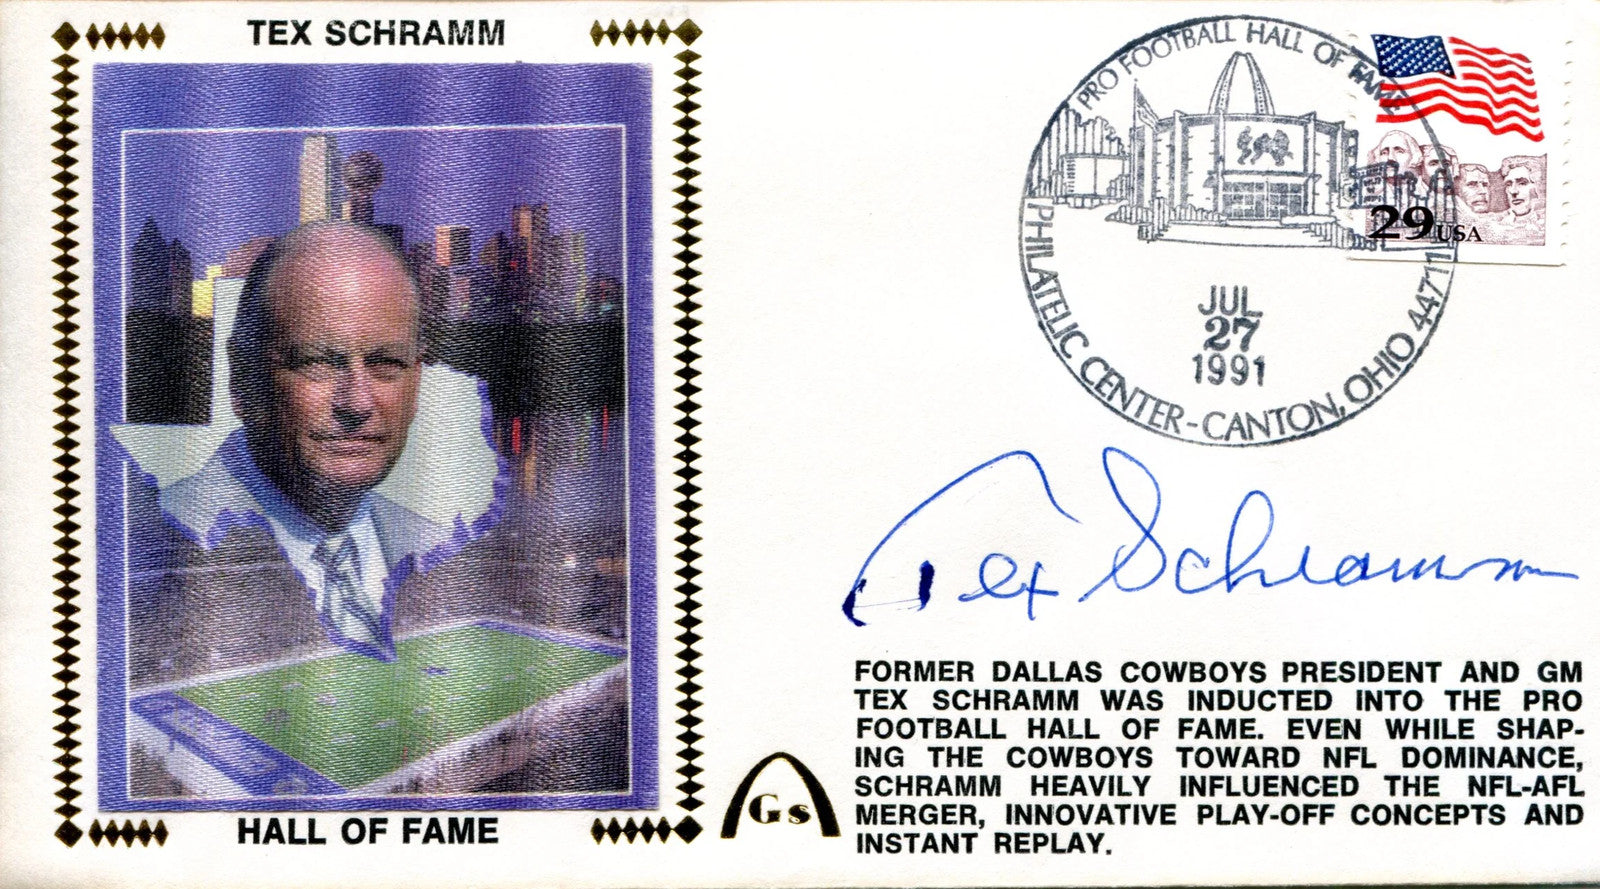 TEX SCHRAMM
HALL OF FAME
PRO FOOTBALL HALL OF FAME
PHILATELIC CENTER-CANTON, OHIO 44711
JUL
27
1991
29 USA
Tex Schramm
FORMER DALLAS COWBOYS PRESIDENT AND GM
TEX SCHRAMM WAS INDUCTED INTO THE PRO
FOOTBALL HALL OF FAME. EVEN WHILE SHAP-
ING THE COWBOYS TOWARD NFL DOMINANCE,
SCHRAMM HEAVILY INFLUENCED THE NFL-AFL
MERGER, INNOVATIVE PLAY-OFF CONCEPTS AND
INSTANT REPLAY.
Gs